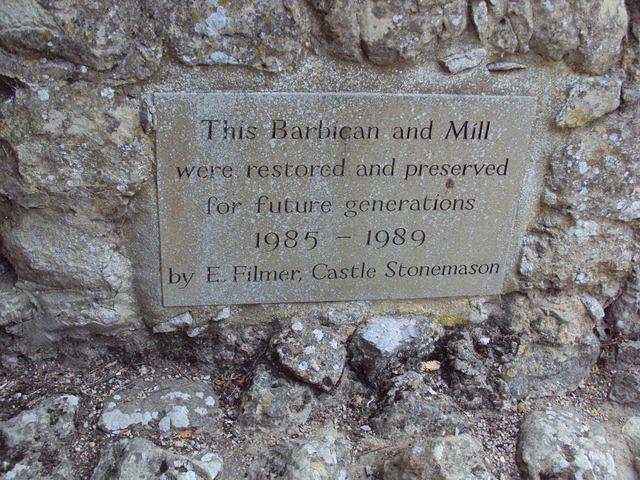 This Barbican and Mill
were restored and preserved
for future generations
1985 - 1989
by E. Filmer, Castle Stonemason